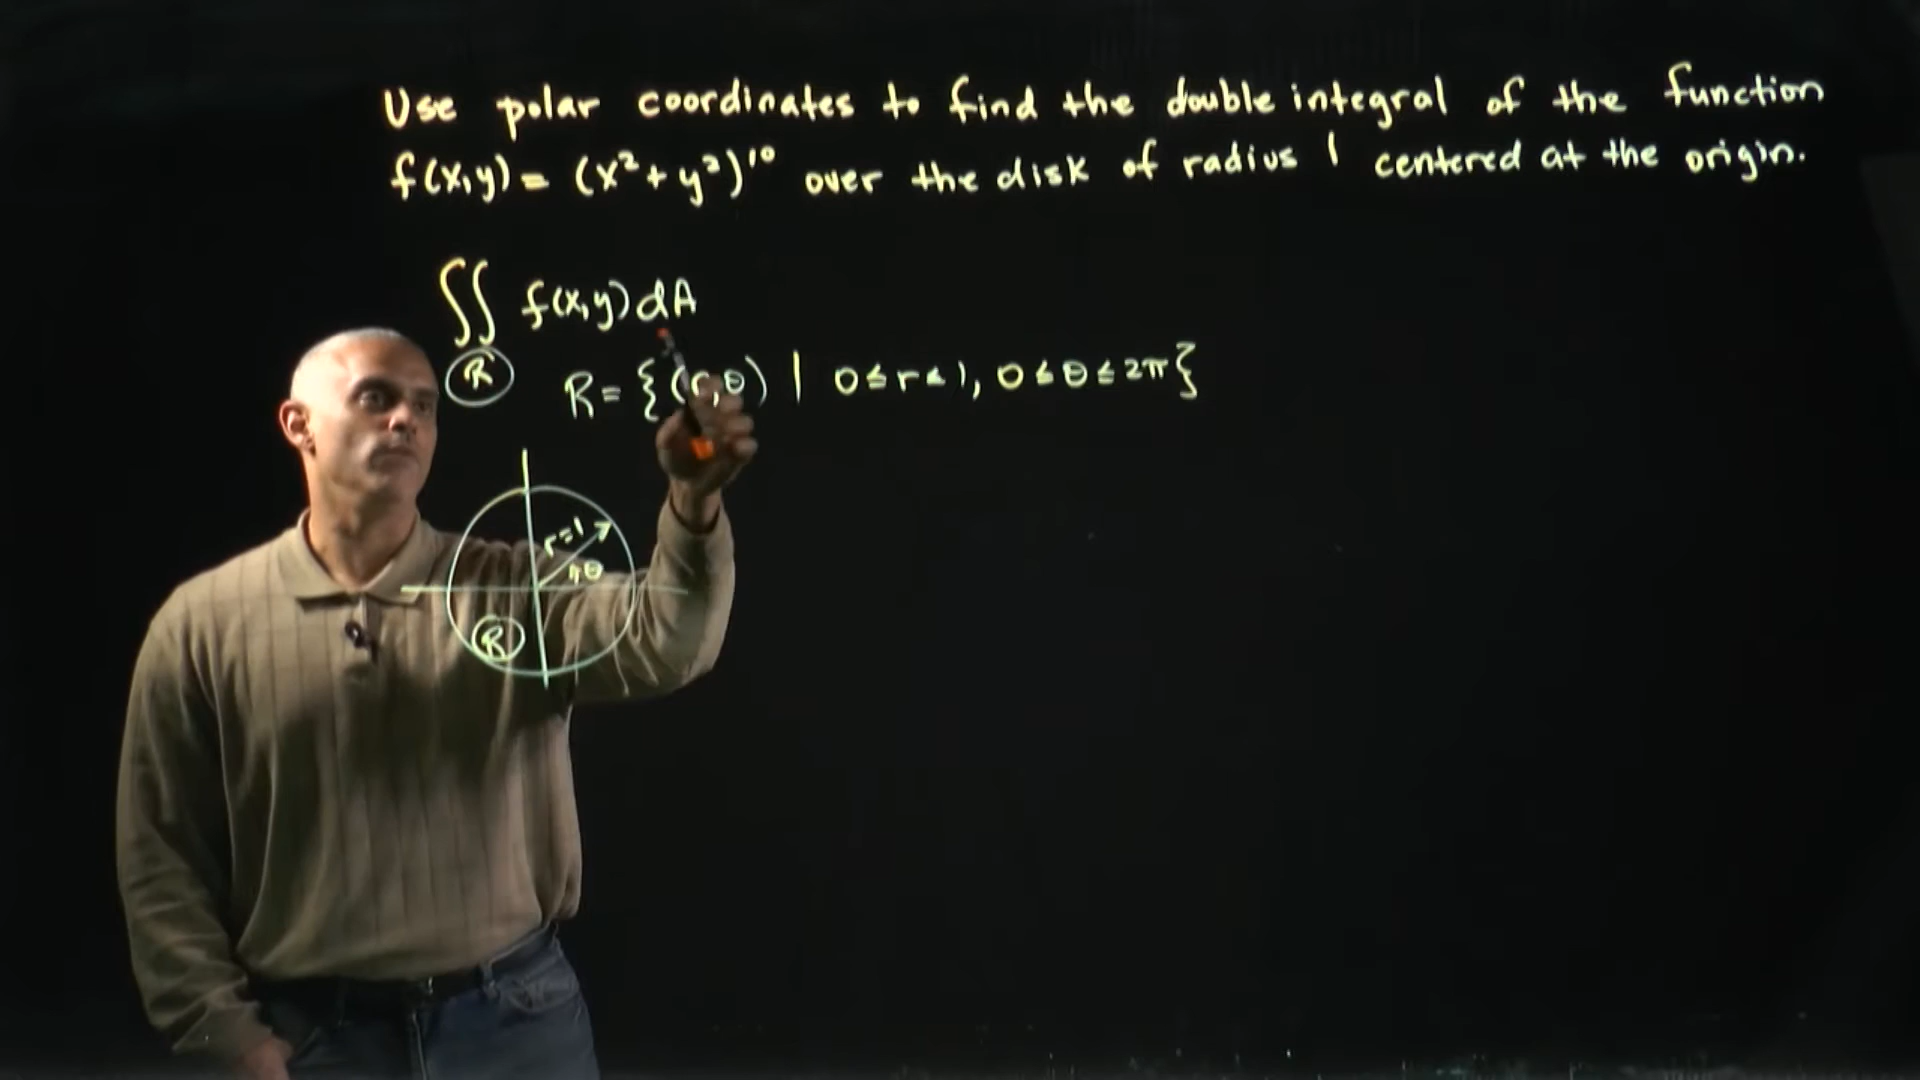 Use polar coordinates to find the double integral of the function
f(x,y) = (x² + y²)¹⁰ over the disk of radius 1 centered at the origin.
∬ f(x,y) dA
R R = { (r,θ) | 0 ≤ r ≤ 1, 0 ≤ θ ≤ 2π }
r=1
θ
R